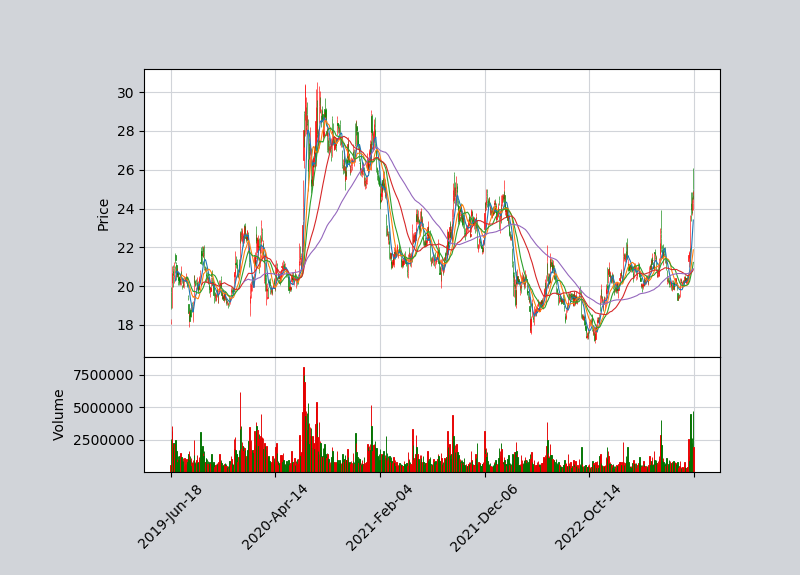 Price
30
28
26
24
22
20
18
Volume
7500000
5000000
2500000
2019-Jun-18
2020-Apr-14
2021-Feb-04
2021-Dec-06
2022-Oct-14